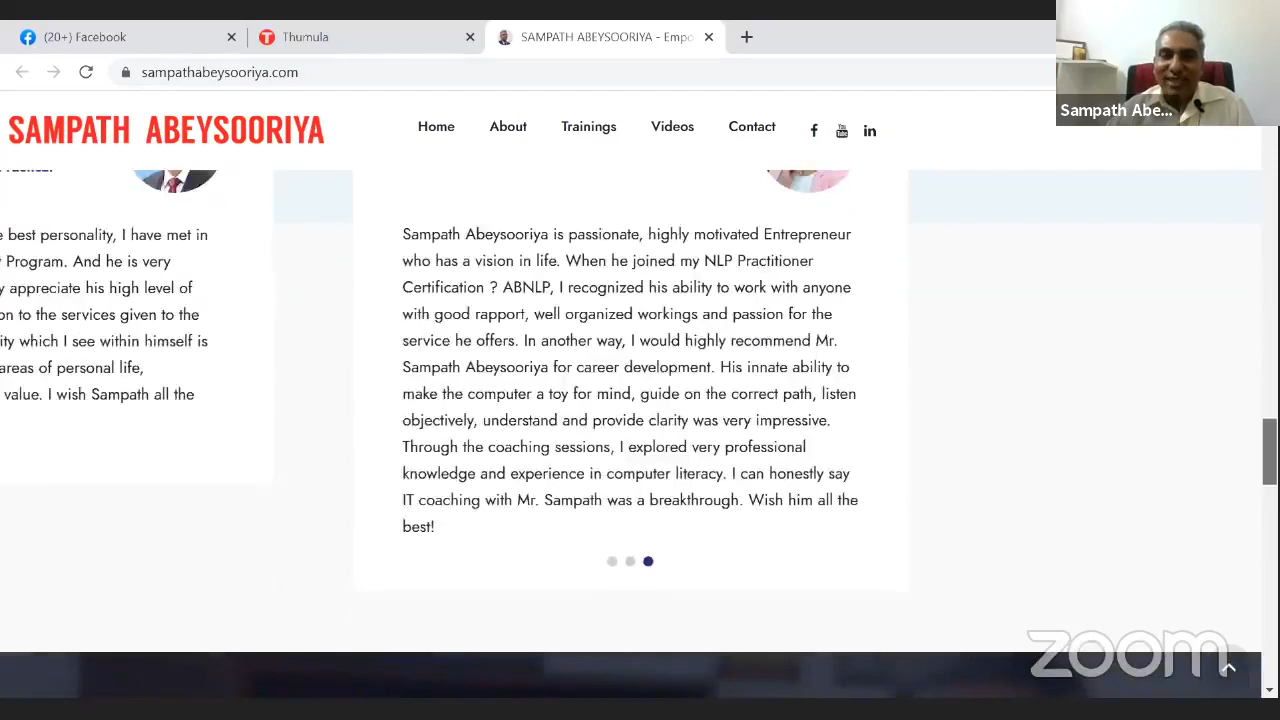 (20+) Facebook
Thumula
SAMPATH ABEYSOORIYA - Empo
sampathabeysooriya.com
Sampath Abe...
SAMPATH ABEYSOORIYA
Home
About
Trainings
Videos
Contact
e best personality, I have met in
Program. And he is very
y appreciate his high level of
on to the services given to the
ity which I see within himself is
areas of personal life,
value. I wish Sampath all the
Sampath Abeysooriya is passionate, highly motivated Entrepreneur
who has a vision in life. When he joined my NLP Practitioner
Certification ? ABNLP, I recognized his ability to work with anyone
with good rapport, well organized workings and passion for the
service he offers. In another way, I would highly recommend Mr.
Sampath Abeysooriya for career development. His innate ability to
make the computer a toy for mind, guide on the correct path, listen
objectively, understand and provide clarity was very impressive.
Through the coaching sessions, I explored very professional
knowledge and experience in computer literacy. I can honestly say
IT coaching with Mr. Sampath was a breakthrough. Wish him all the
best!
zoom